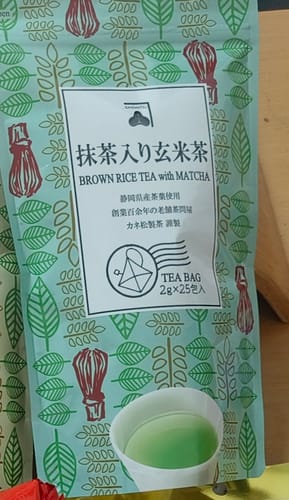 抹茶入り玄米茶
BROWN RICE TEA with MATCHA
静岡県産茶葉使用
創業百余年の老舗茶問屋
カネ松製茶 謹製
TEA BAG
2g×25包入